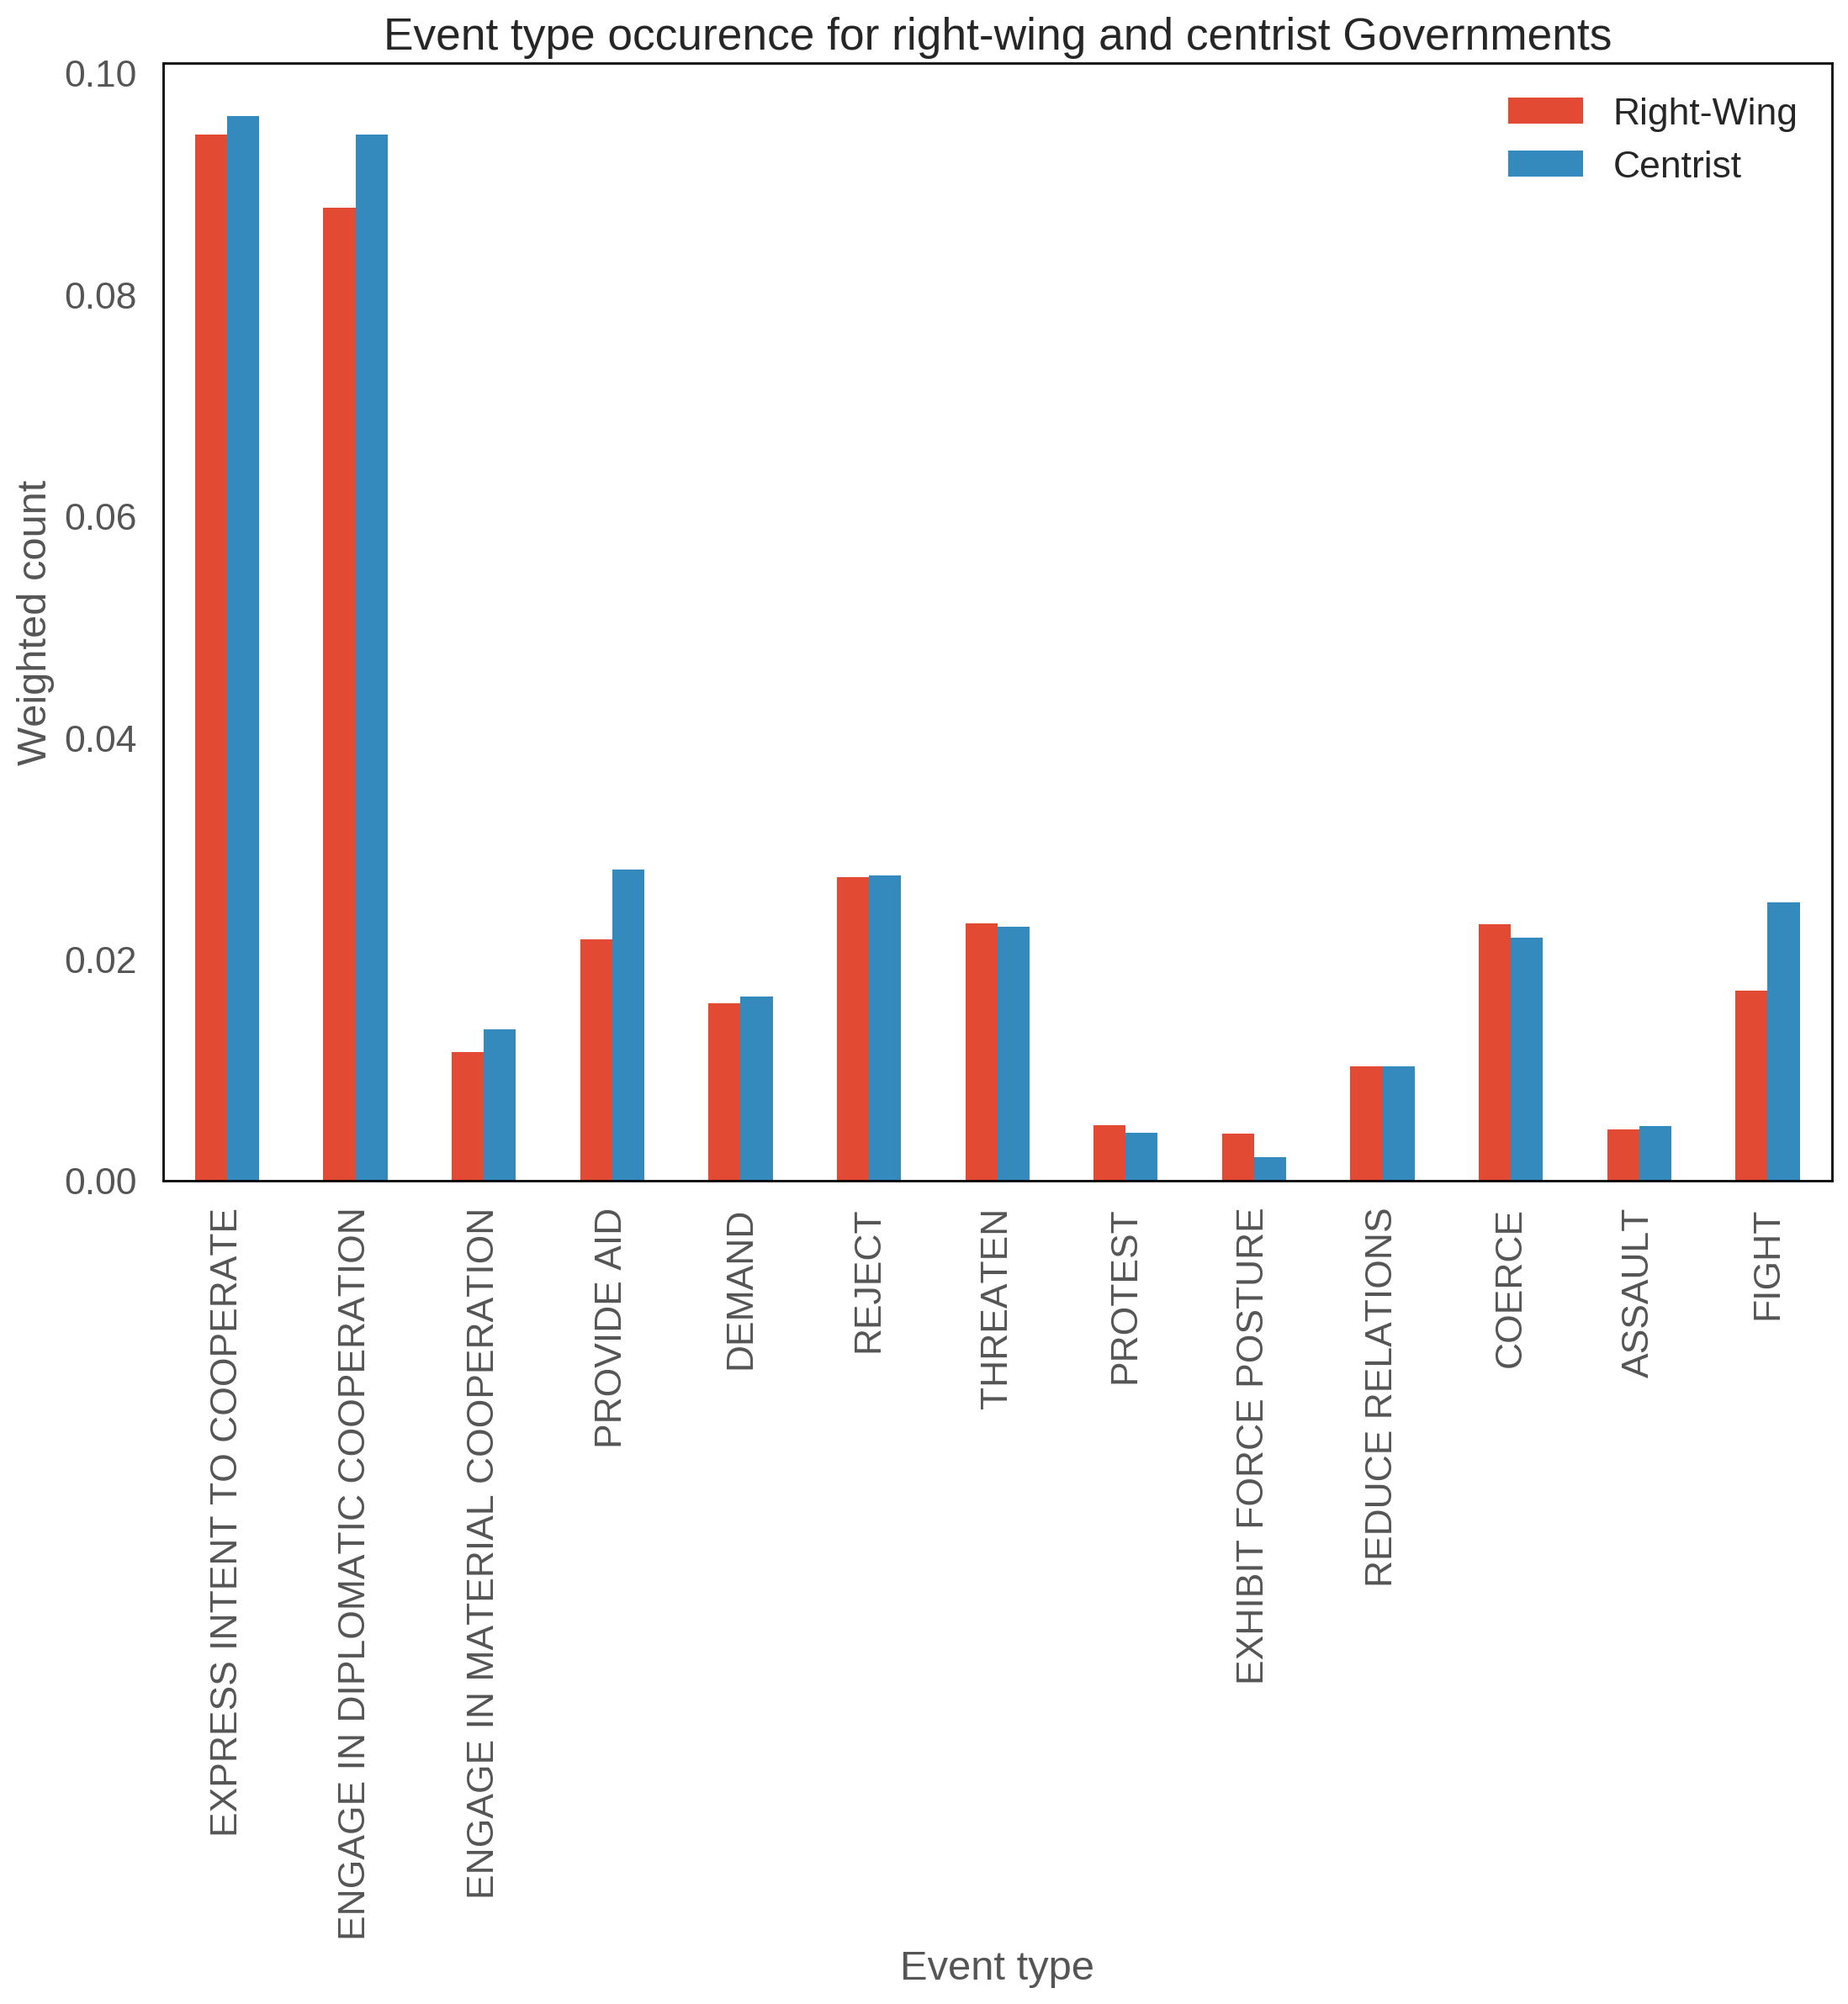 Event type occurence for right-wing and centrist Governments
Right-Wing
Centrist
Weighted count
0.10
0.08
0.06
0.04
0.02
0.00
EXPRESS INTENT TO COOPERATE
ENGAGE IN DIPLOMATIC COOPERATION
ENGAGE IN MATERIAL COOPERATION
PROVIDE AID
DEMAND
REJECT
THREATEN
PROTEST
EXHIBIT FORCE POSTURE
REDUCE RELATIONS
COERCE
ASSAULT
FIGHT
Event type